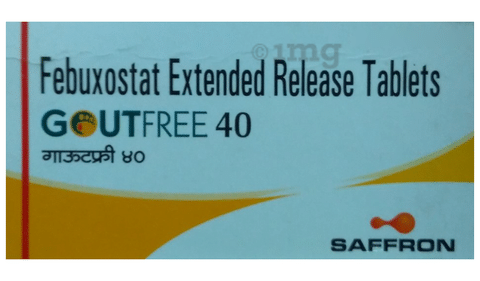 ©1mg
Febuxostat Extended Release Tablets
GOUTFREE 40
गाऊटफ्री ४०
SAFFRON